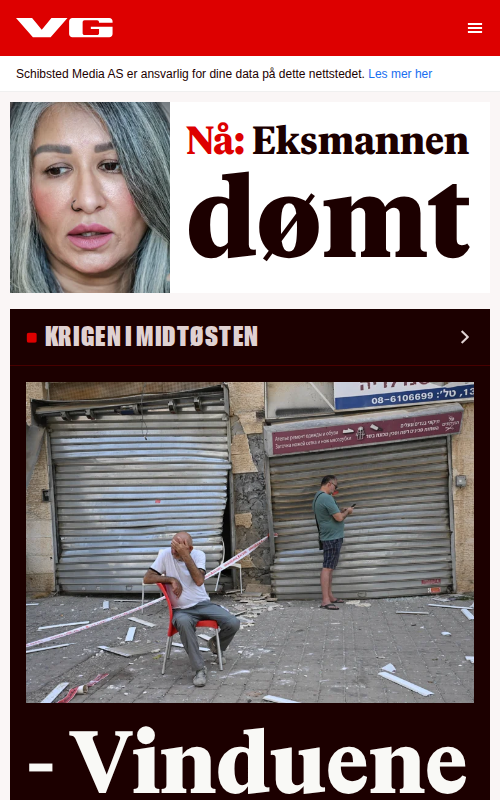 VG
Schibsted Media AS er ansvarlig for dine data på dette nettstedet. Les mer her
Nå: Eksmannen
dømt
KRIGEN I MIDTØSTEN
08-6106699 :'טל
- Vinduene